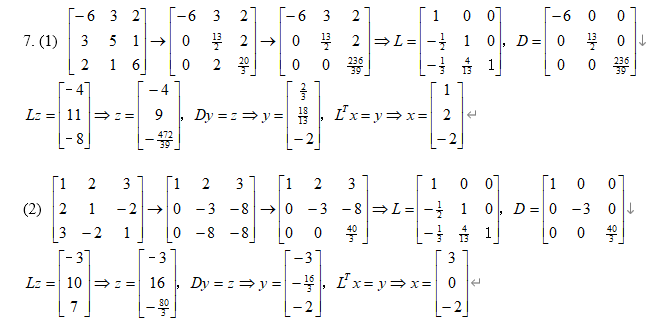 7. (1) [−6 3 2; 3 5 1; 2 1 6] → [−6 3 2; 0 13/2 2; 0 2 20/3] → [−6 3 2; 0 13/2 2; 0 0 236/39] ⇒ L = [1 0 0; −1/2 1 0; −1/3 4/13 1], D = [−6 0 0; 0 13/2 0; 0 0 236/39] ↓
Lz = [−4; 11; −8] ⇒ z = [−4; 9; −472/39], Dy = z ⇒ y = [2/3; 18/13; −2], L^T x = y ⇒ x = [1; 2; −2] ↵
(2) [1 2 3; 2 1 −2; 3 −2 1] → [1 2 3; 0 −3 −8; 0 −8 −8] → [1 2 3; 0 −3 −8; 0 0 40/3] ⇒ L = [1 0 0; −1/2 1 0; −1/3 4/13 1], D = [1 0 0; 0 −3 0; 0 0 40/3] ↓
Lz = [−3; 10; 7] ⇒ z = [−3; 16; −80/3], Dy = z ⇒ y = [−3; −16/3; −2], L^T x = y ⇒ x = [3; 0; −2] ↵